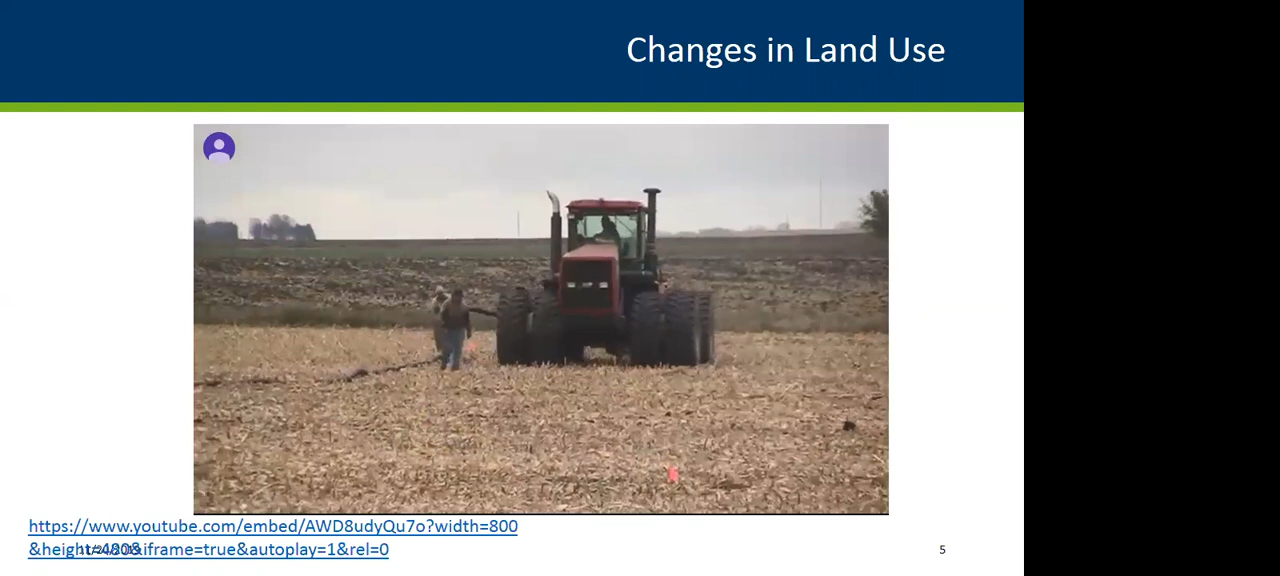 Changes in Land Use
https://www.youtube.com/embed/AWD8udyQu7o?width=800
&height=480&iframe=true&autoplay=1&rel=0
5